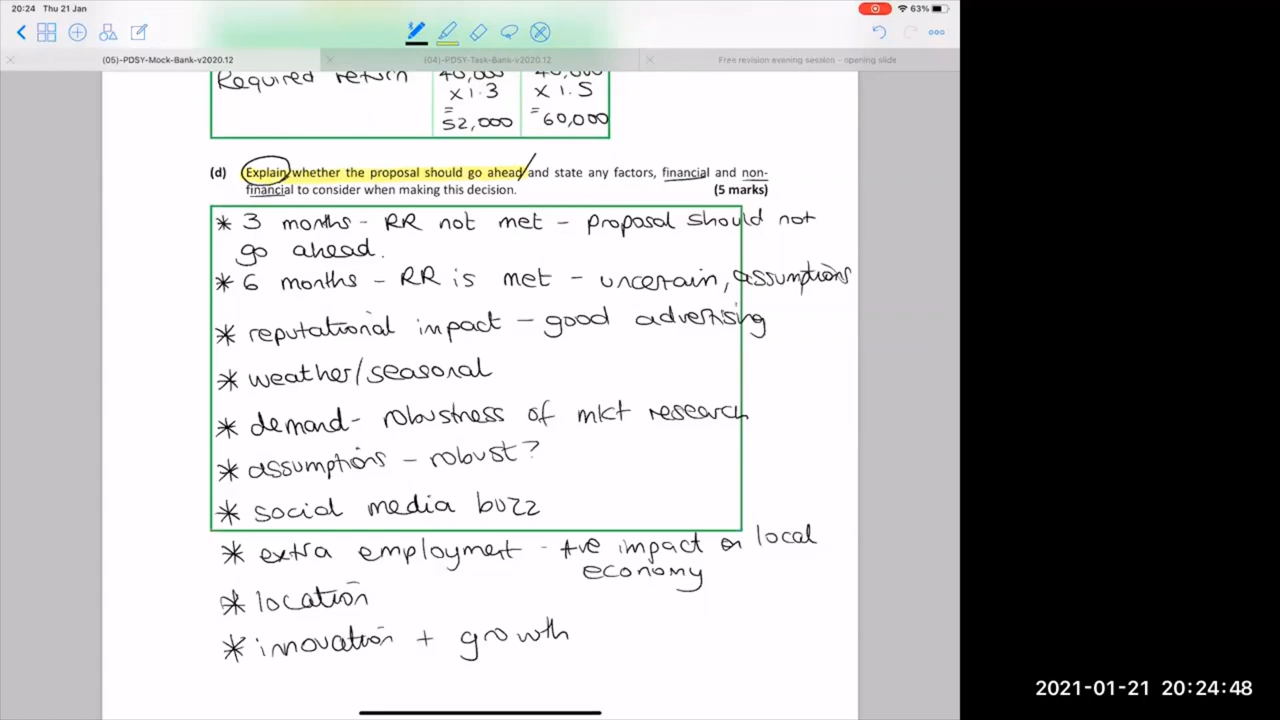 20:24 Thu 21 Jan
63%
(05)-PDSY-Mock-Bank-v2020.12
(04)-PDSY-Task-Bank-v2020.12
Free revision evening session - opening slide
Required return 40,000 40,000
x 1.3 x 1.5
= =
52,000 60,000
(d) Explain whether the proposal should go ahead and state any factors, financial and non-
financial to consider when making this decision. (5 marks)
* 3 months - RR not met - proposal should not
go ahead.
* 6 months - RR is met - uncertain, assumptions
* reputational impact - good advertising
* weather/seasonal
* demand - robustness of mkt research
* assumptions - robust?
* social media buzz
* extra employment - +ve impact on local
economy
* location
* innovation + growth
2021-01-21 20:24:48